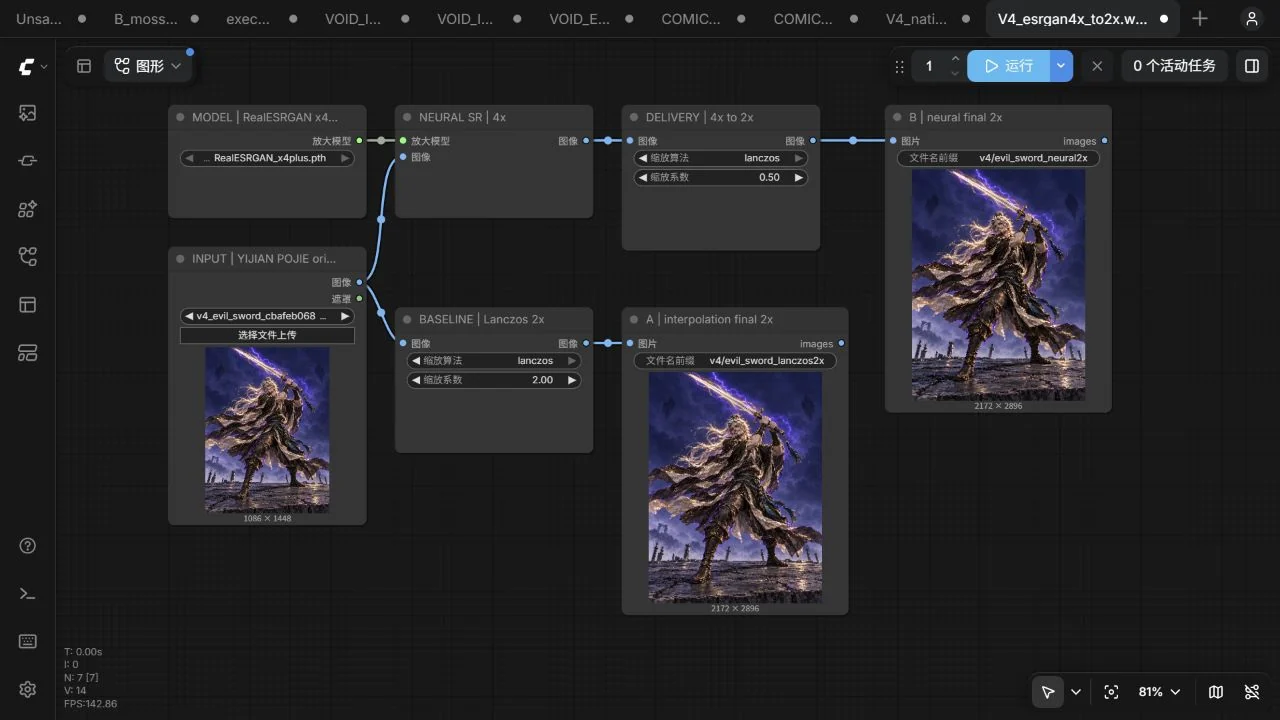 Unsa...
B_moss...
exec...
VOID_I...
VOID_I...
VOID_E...
COMIC...
COMIC...
V4_nati...
V4_esrgan4x_to2x.w...
图形
1
运行
0 个活动任务
MODEL | RealESRGAN x4...
放大模型
... RealESRGAN_x4plus.pth
NEURAL SR | 4x
放大模型
图像
图像
DELIVERY | 4x to 2x
图像
图像
缩放算法
lanczos
缩放系数
0.50
B | neural final 2x
图片
images
文件名前缀
v4/evil_sword_neural2x
2172 × 2896
INPUT | YIJIAN POJIE ori...
图像
遮罩
v4_evil_sword_cbafeb068 ...
选择文件上传
1086 × 1448
BASELINE | Lanczos 2x
图像
图像
缩放算法
lanczos
缩放系数
2.00
A | interpolation final 2x
图片
images
文件名前缀
v4/evil_sword_lanczos2x
2172 × 2896
T: 0.00s
I: 0
N: 7 [7]
V: 14
FPS:142.86
81%